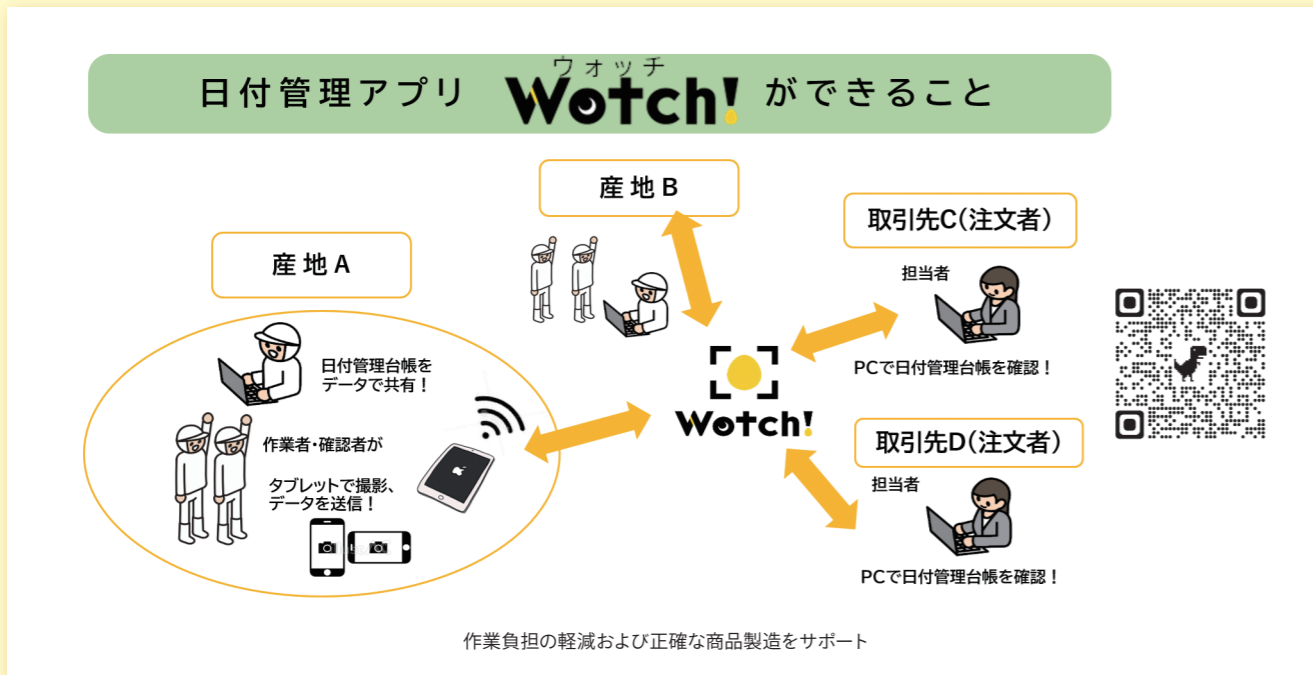 ウォッチ
日付管理アプリ Wotch! ができること
産地B
取引先C(注文者)
産地A
担当者
日付管理台帳を
データで共有!
PCで日付管理台帳を確認!
Wotch!
作業者・確認者が
取引先D(注文者)
タブレットで撮影、
データを送信!
担当者
PCで日付管理台帳を確認!
作業負担の軽減および正確な商品製造をサポート